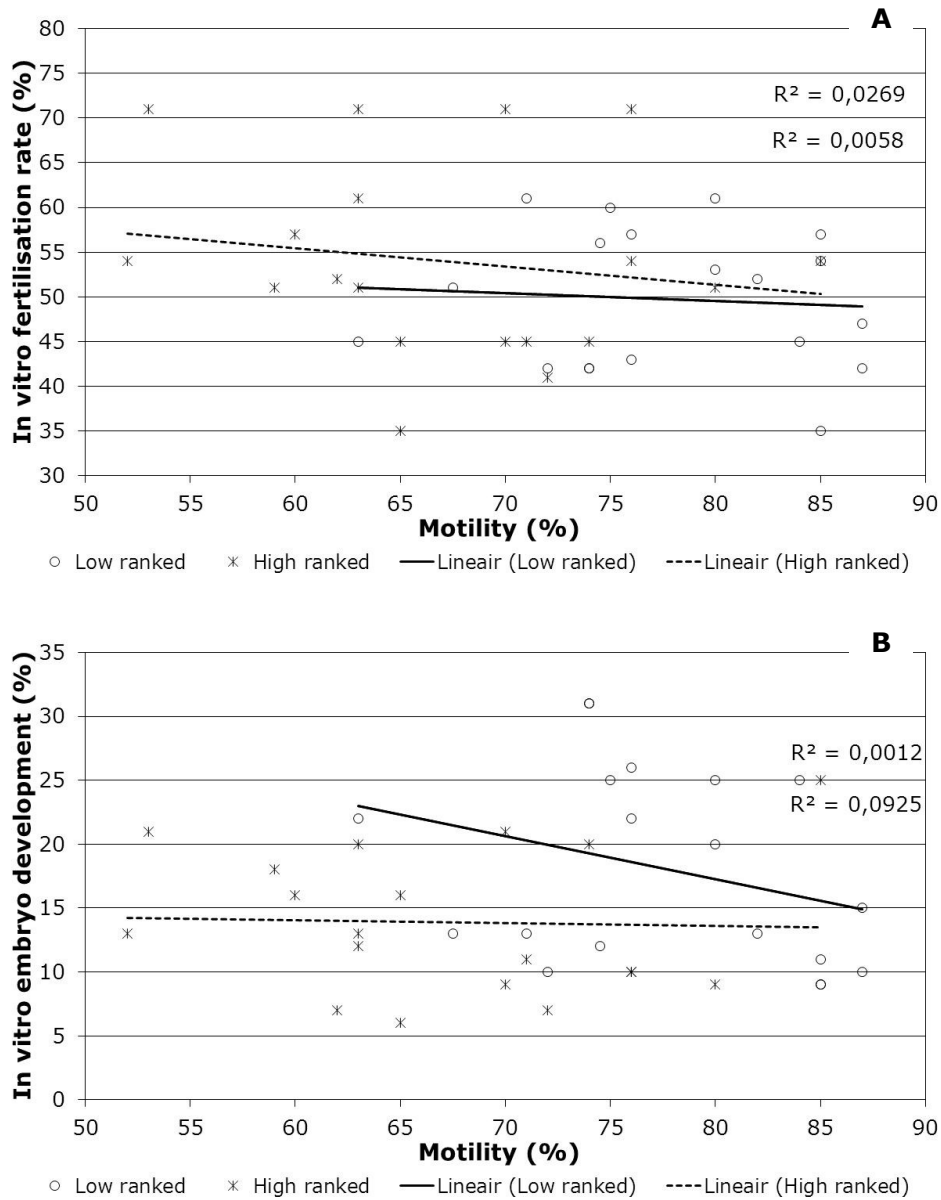 A
In vitro fertilisation rate (%)
80
75
70
65
60
55
50
45
40
35
30
R² = 0,0269
R² = 0,0058
50 55 60 65 70 75 80 85 90
Motility (%)
Low ranked High ranked Lineair (Low ranked) Lineair (High ranked)
B
In vitro embryo development (%)
35
30
25
20
15
10
5
0
R² = 0,0012
R² = 0,0925
50 55 60 65 70 75 80 85 90
Motility (%)
Low ranked High ranked Lineair (Low ranked) Lineair (High ranked)